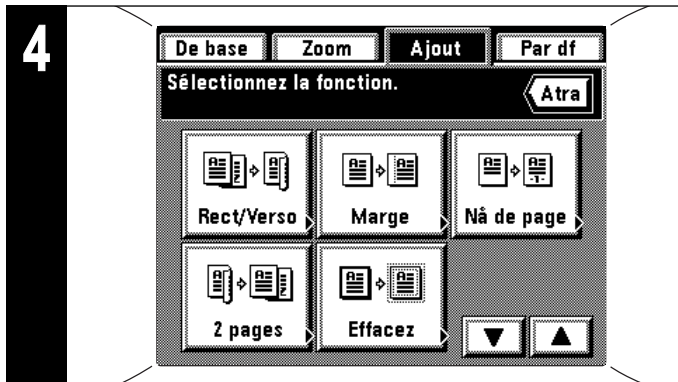 4
De base Zoom Ajout Par df
Sélectionnez la fonction.
Atra
Rect/Verso Marge Nå de page
2 pages Effacez